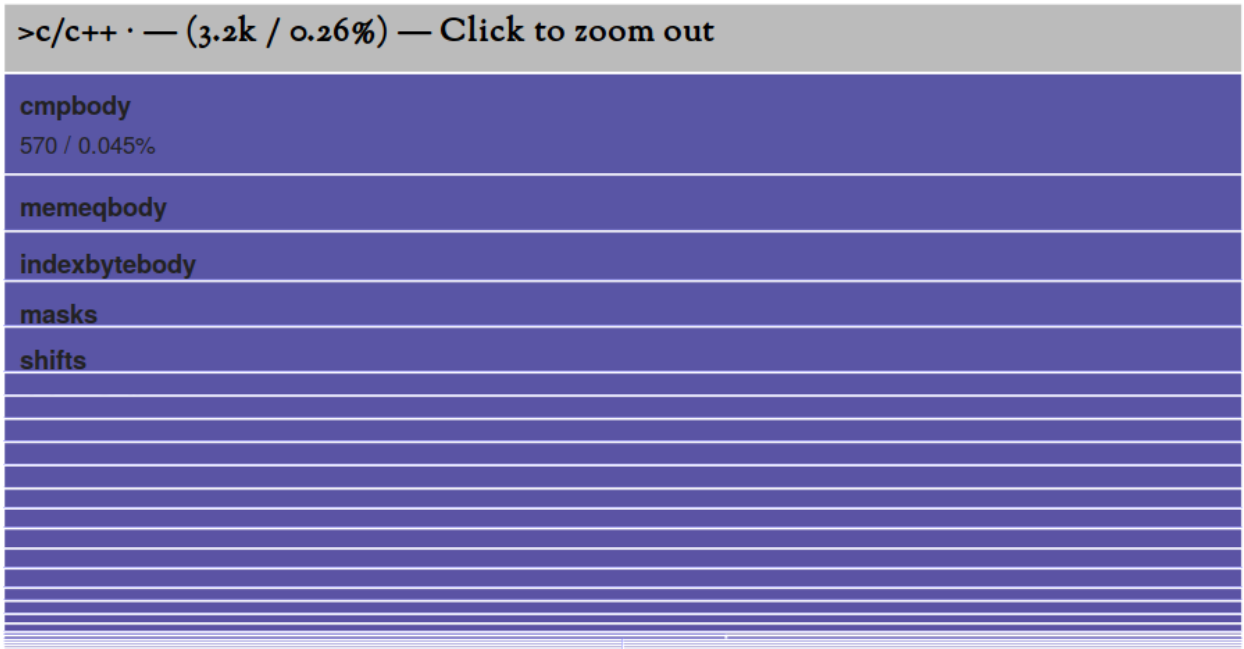 >c/c++ · — (3.2k / 0.26%) — Click to zoom out
cmpbody
570 / 0.045%
memeqbody
indexbytebody
masks
shifts